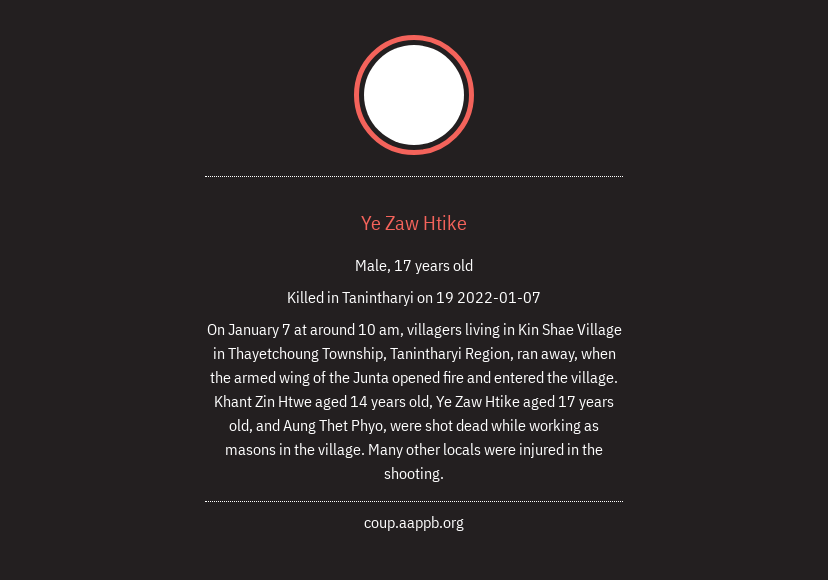 Ye Zaw Htike
Male, 17 years old
Killed in Tanintharyi on 19 2022-01-07
On January 7 at around 10 am, villagers living in Kin Shae Village
in Thayetchoung Township, Tanintharyi Region, ran away, when
the armed wing of the Junta opened fire and entered the village.
Khant Zin Htwe aged 14 years old, Ye Zaw Htike aged 17 years
old, and Aung Thet Phyo, were shot dead while working as
masons in the village. Many other locals were injured in the
shooting.
coup.aappb.org